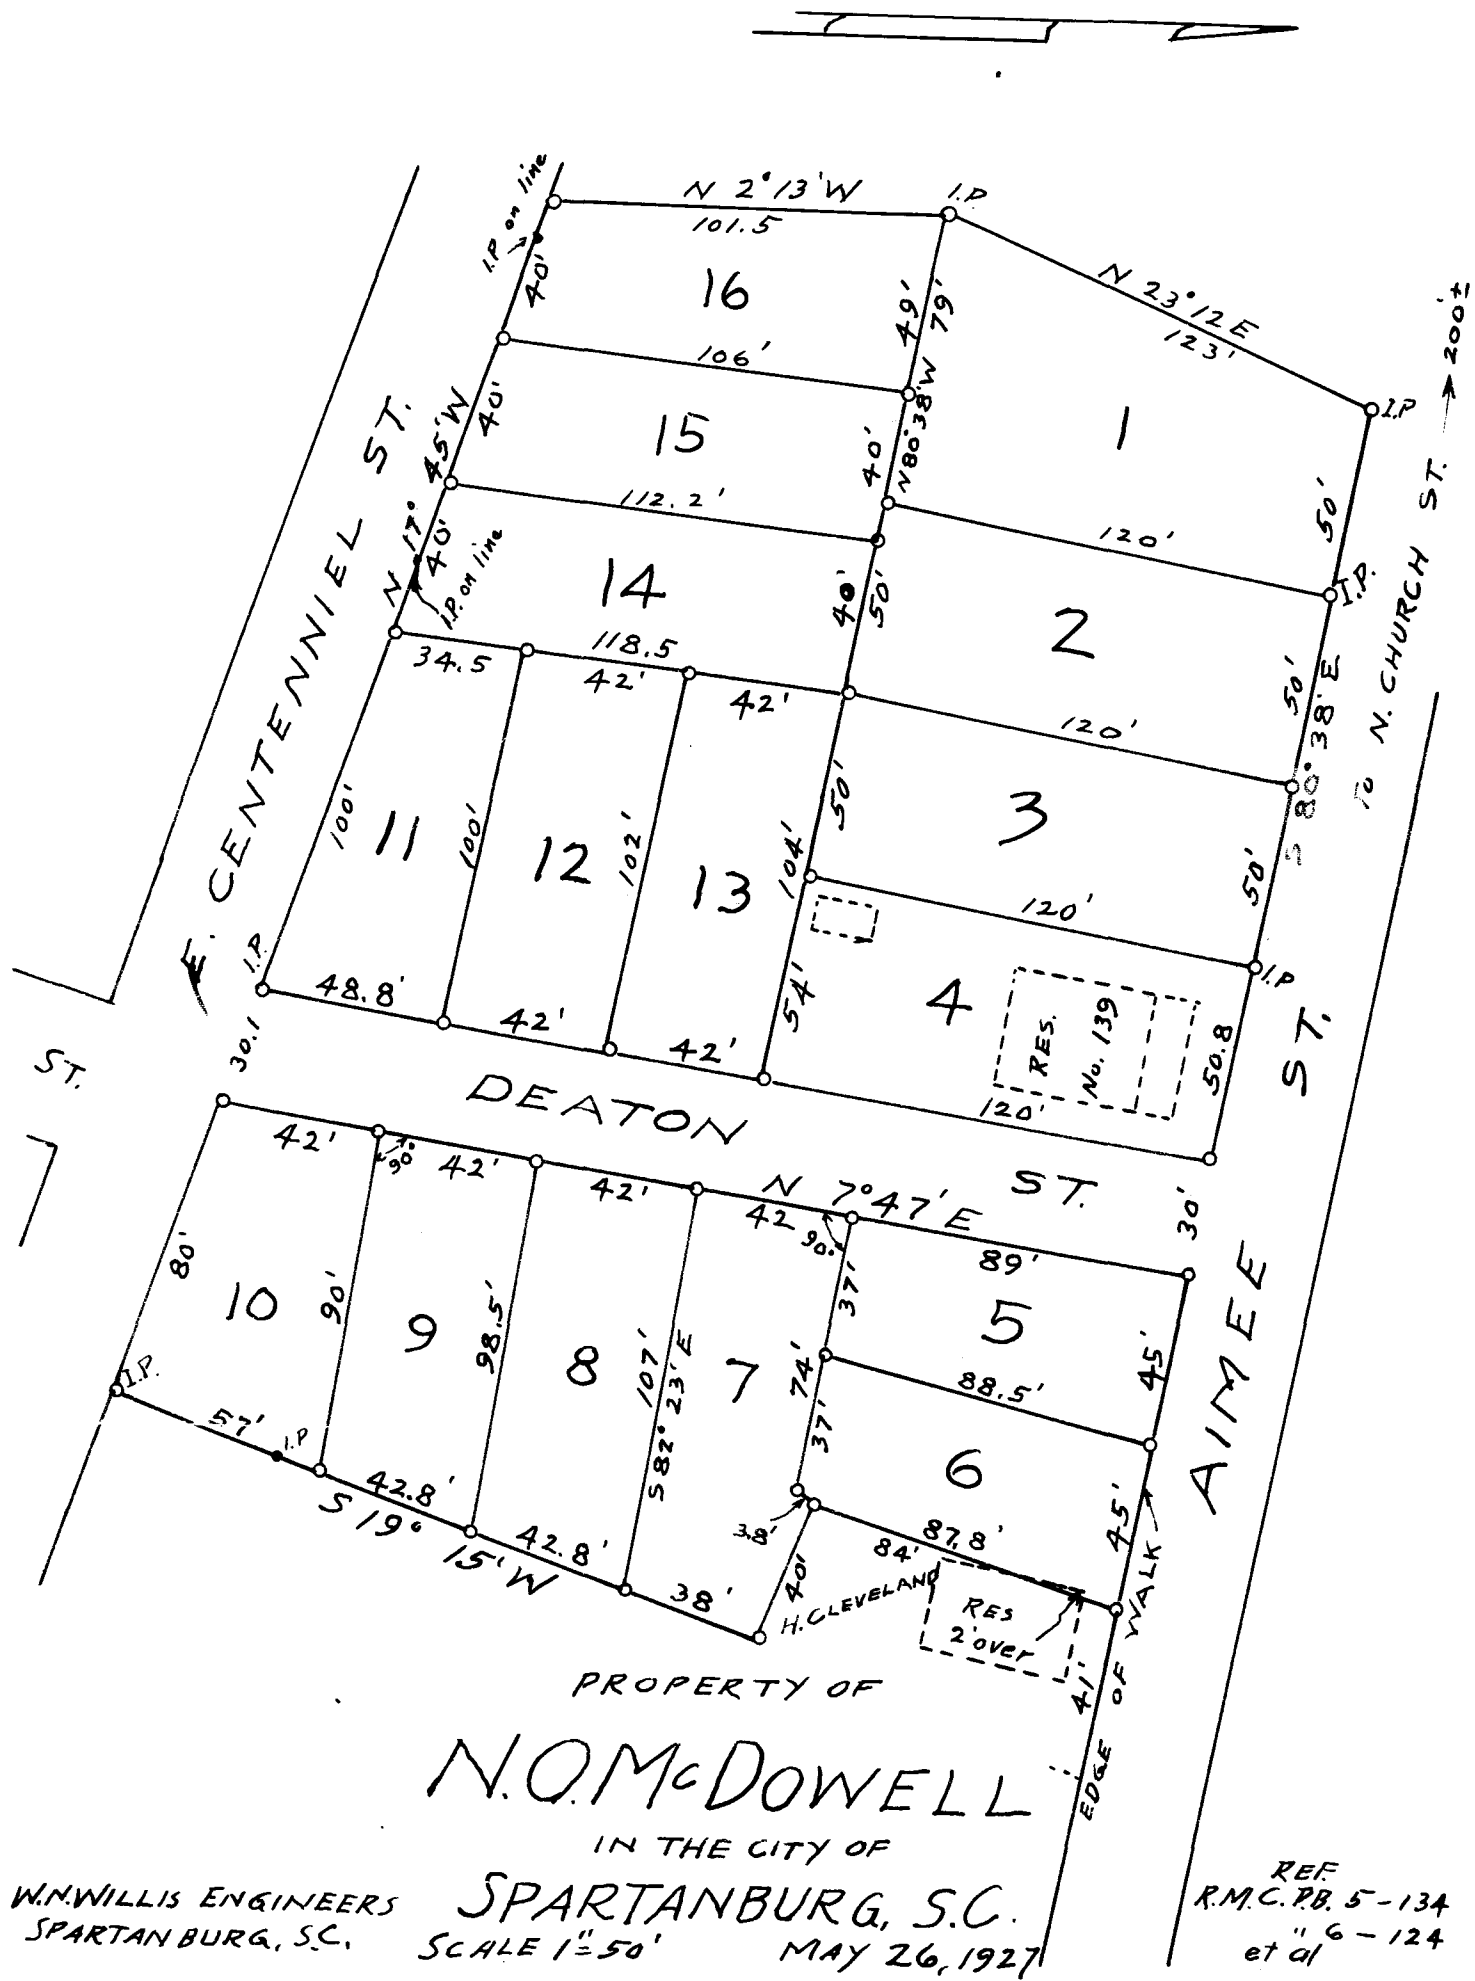 N 2°13'W
101.5
I.P.
I.P on line
40'
16
49'
79'
N 23°12 E
123'
I.P
200±
106'
40'
15
40'
N80°38'W
1
50'
N 17° 45'W
112.2'
120'
I.P.
40'
I.P. on line
14
40'
50'
2
50'
34.5
118.5
42'
42'
120'
S 80°38'E
TO N. CHURCH ST.
E. CENTENNIEL ST.
100'
11
100'
12
102'
13
104'
50'
3
50'
120'
I.P
I.P.
48.8'
42'
42'
54'
4
RES.
No. 139
50.8
120'
ST.
30.1
DEATON ST.
30'
AIMEE ST.
42'
90°
42'
42'
N 7°47' E
42
90°
89'
80'
10
90'
9
98.5'
8
107'
S 82° 23' E
7
37'
74'
37'
5
45'
88.5'
6
45'
I.P.
57'
I.P
42.8'
S 19° 15' W
42.8'
38'
3.8'
40'
87.8'
84'
H. CLEVELAND
RES
2' over
41'
EDGE OF WALK
PROPERTY OF
N.O. McDOWELL
IN THE CITY OF
SPARTANBURG, S.C.
SCALE 1"=50'
MAY 26, 1927
W.N. WILLIS ENGINEERS
SPARTANBURG, S.C.
REF.
R.M.C. P.B. 5-134
" 6-124
et al